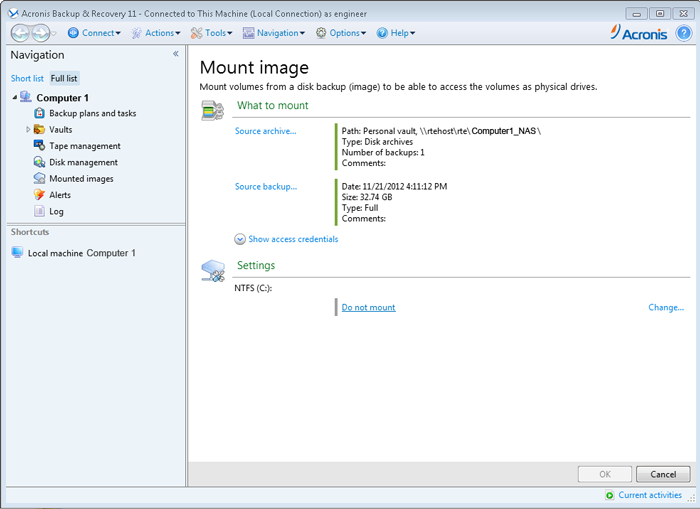 Acronis Backup & Recovery 11 - Connected to This Machine (Local Connection) as engineer
Connect Actions Tools Navigation Options Help
Acronis
Navigation
Short list Full list
Computer 1
Backup plans and tasks
Vaults
Tape management
Disk management
Mounted images
Alerts
Log
Shortcuts
Local machine Computer 1
Mount image
Mount volumes from a disk backup (image) to be able to access the volumes as physical drives.
What to mount
Source archive...
Path: Personal vault, \\rtehost\rte\Computer1_NAS\
Type: Disk archives
Number of backups: 1
Comments:
Source backup...
Date: 11/21/2012 4:11:12 PM
Size: 32.74 GB
Type: Full
Comments:
Show access credentials
Settings
NTFS (C:):
Do not mount Change...
OK Cancel
Current activities